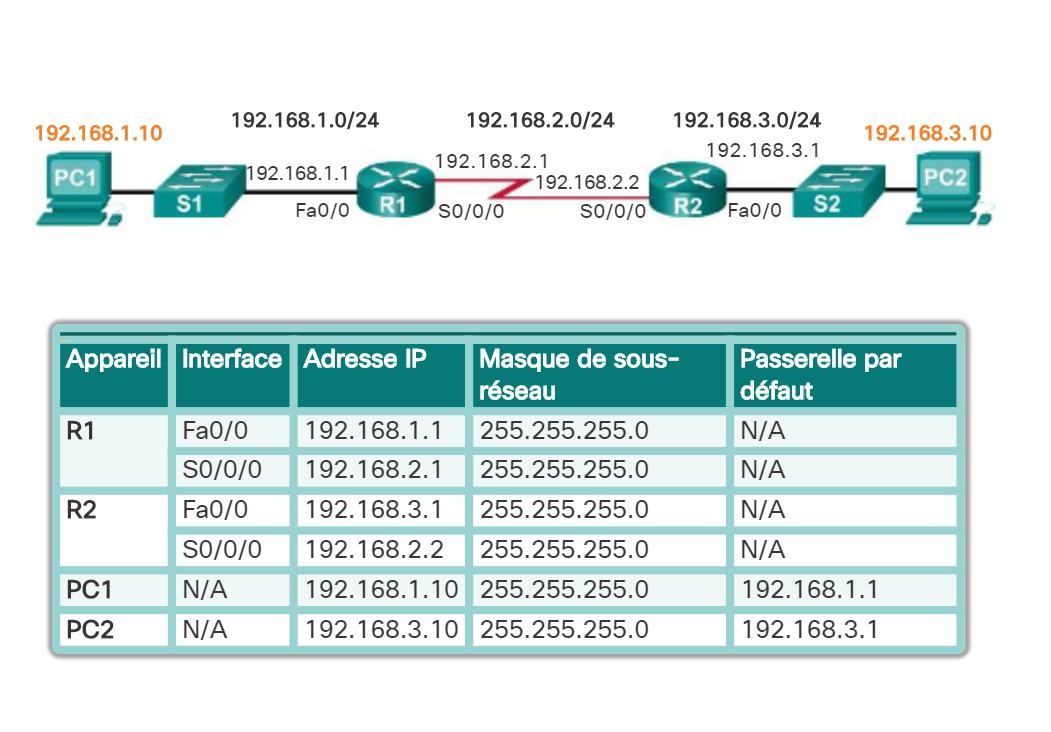 192.168.1.0/24 192.168.2.0/24 192.168.3.0/24
192.168.1.10 192.168.3.10
192.168.2.1 192.168.3.1
PC1 192.168.1.1 192.168.2.2 PC2
S1 Fa0/0 R1 S0/0/0 S0/0/0 R2 Fa0/0 S2
Appareil Interface Adresse IP Masque de sous-réseau Passerelle par défaut
R1 Fa0/0 192.168.1.1 255.255.255.0 N/A
S0/0/0 192.168.2.1 255.255.255.0 N/A
R2 Fa0/0 192.168.3.1 255.255.255.0 N/A
S0/0/0 192.168.2.2 255.255.255.0 N/A
PC1 N/A 192.168.1.10 255.255.255.0 192.168.1.1
PC2 N/A 192.168.3.10 255.255.255.0 192.168.3.1